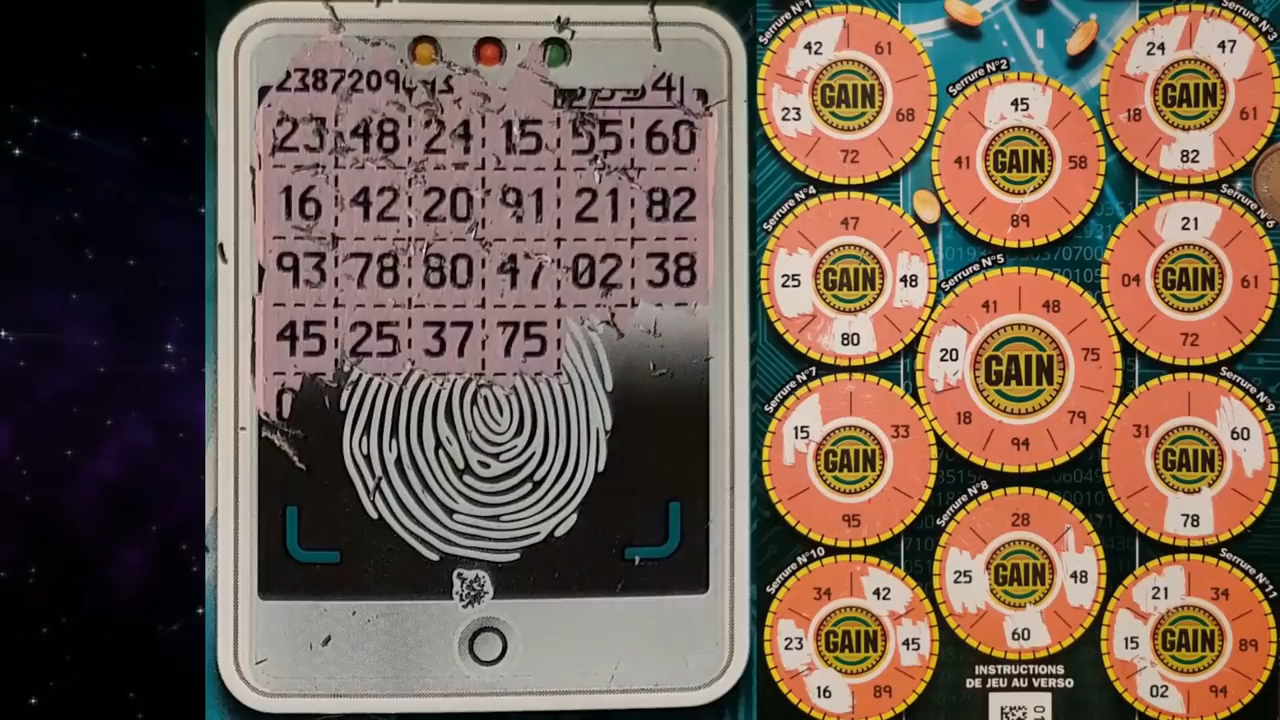 41
23 48 24 15 55 60
16 42 20 91 21 82
93 78 80 47 02 38
45 25 37 75
0
Serrure N°1
42 61
23 GAIN 68
72
Serrure N°2
45
41 GAIN 58
89
Serrure N°3
24 47
18 GAIN 61
82
Serrure N°4
47
25 GAIN 48
80
Serrure N°5
41 48
20 GAIN 75
18 79
94
Serrure N°6
21
04 GAIN 61
72
Serrure N°7
15 33
GAIN
95
Serrure N°8
28
25 GAIN 48
60
Serrure N°9
31 60
GAIN
78
Serrure N°10
34 42
23 GAIN 45
16 89
Serrure N°11
21 34
15 GAIN 89
02 94
INSTRUCTIONS
DE JEU AU VERSO